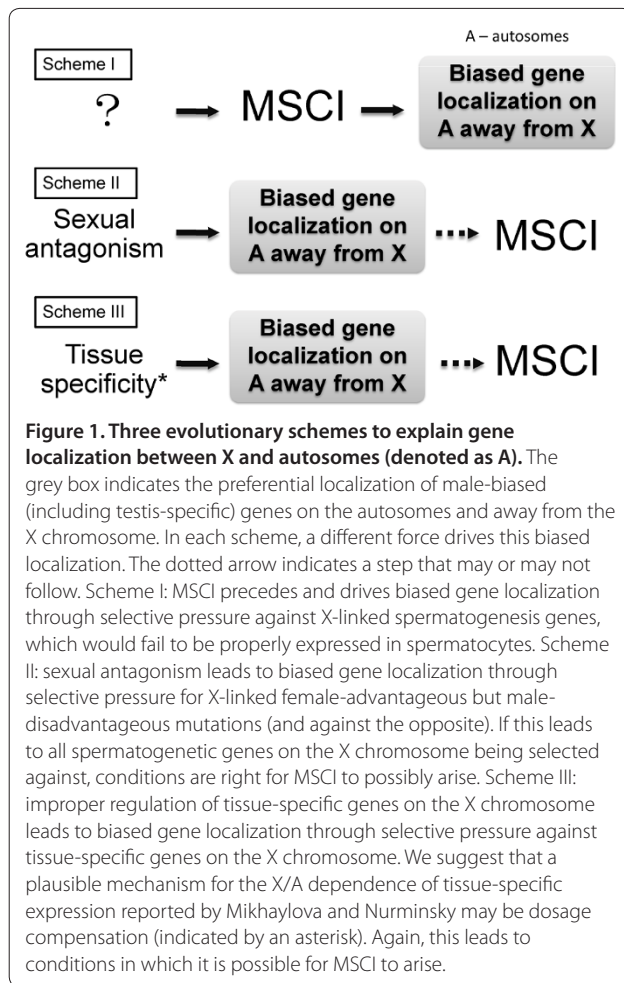 A – autosomes
Scheme I
?
MSCI
Biased gene
localization on
A away from X
Scheme II
Sexual
antagonism
Biased gene
localization on
A away from X
MSCI
Scheme III
Tissue
specificity*
Biased gene
localization on
A away from X
MSCI
Figure 1. Three evolutionary schemes to explain gene
localization between X and autosomes (denoted as A). The
grey box indicates the preferential localization of male-biased
(including testis-specific) genes on the autosomes and away from the
X chromosome. In each scheme, a different force drives this biased
localization. The dotted arrow indicates a step that may or may not
follow. Scheme I: MSCI precedes and drives biased gene localization
through selective pressure against X-linked spermatogenesis genes,
which would fail to be properly expressed in spermatocytes. Scheme
II: sexual antagonism leads to biased gene localization through
selective pressure for X-linked female-advantageous but male-
disadvantageous mutations (and against the opposite). If this leads
to all spermatogenetic genes on the X chromosome being selected
against, conditions are right for MSCI to possibly arise. Scheme III:
improper regulation of tissue-specific genes on the X chromosome
leads to biased gene localization through selective pressure against
tissue-specific genes on the X chromosome. We suggest that a
plausible mechanism for the X/A dependence of tissue-specific
expression reported by Mikhaylova and Nurminsky may be dosage
compensation (indicated by an asterisk). Again, this leads to
conditions in which it is possible for MSCI to arise.